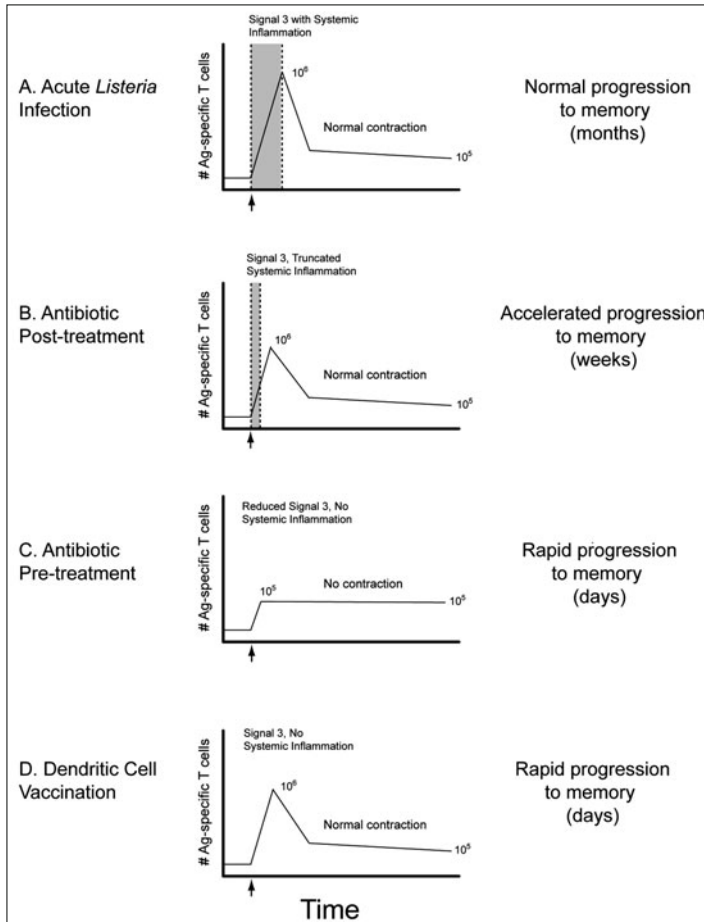 Signal 3 with Systemic
Inflammation
A. Acute Listeria
Infection
# Ag-specific T cells
10⁶
Normal contraction
10⁵
Normal progression
to memory
(months)
Signal 3, Truncated
Systemic Inflammation
B. Antibiotic
Post-treatment
# Ag-specific T cells
10⁶
Normal contraction
10⁵
Accelerated progression
to memory
(weeks)
Reduced Signal 3, No
Systemic Inflammation
C. Antibiotic
Pre-treatment
# Ag-specific T cells
10⁵
No contraction
10⁵
Rapid progression
to memory
(days)
Signal 3, No
Systemic Inflammation
D. Dendritic Cell
Vaccination
# Ag-specific T cells
10⁶
Normal contraction
10⁵
Rapid progression
to memory
(days)
Time